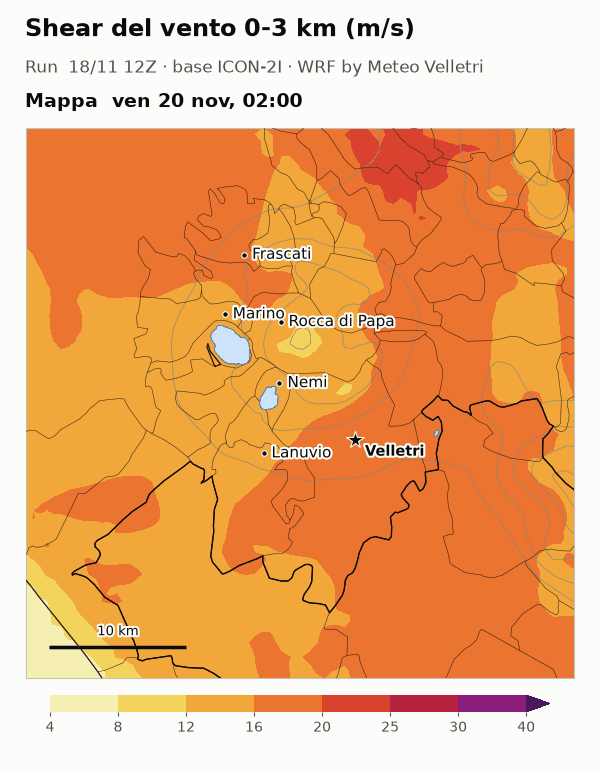 Shear del vento 0-3 km (m/s)
Run  18/11 12Z · base ICON-2I · WRF by Meteo Velletri
Mappa  ven 20 nov, 02:00
Frascati
Marino
Rocca di Papa
Nemi
Velletri
Lanuvio
10 km
4 8 12 16 20 25 30 40